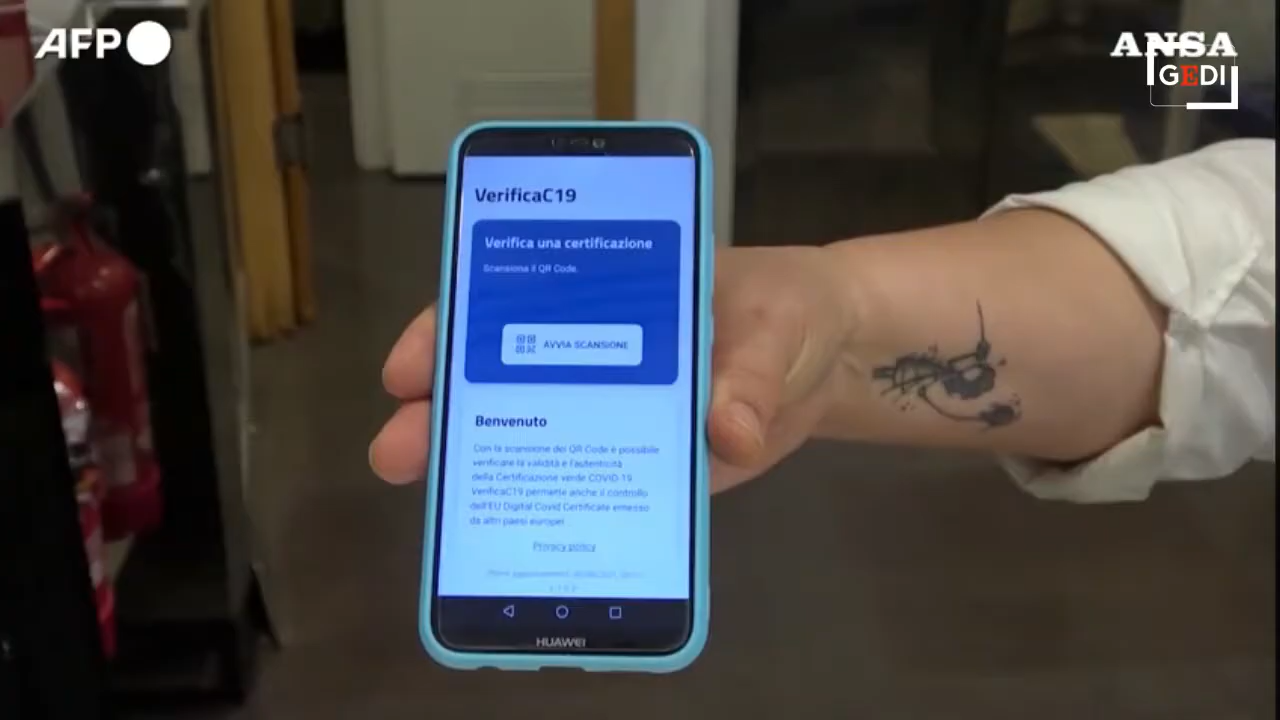 AFP
ANSA
GEDI
VerificaC19
Verifica una certificazione
Scansiona il QR Code.
AVVIA SCANSIONE
Benvenuto
Con la scansione dei QR Code è possibile
verificare la validità e l'autenticità
della Certificazione verde COVID-19.
VerificaC19 permette anche il controllo
dell'EU Digital Covid Certificate emesso
da altri paesi europei.
Privacy policy
HUAWEI